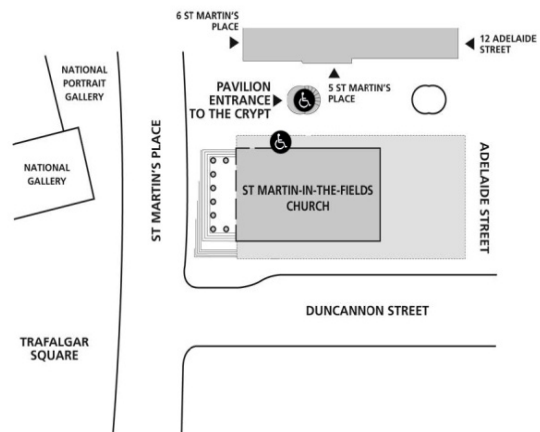 6 ST MARTIN'S
PLACE
12 ADELAIDE
STREET
NATIONAL
PORTRAIT
GALLERY
PAVILION
ENTRANCE
TO THE CRYPT
5 ST MARTIN'S
PLACE
NATIONAL
GALLERY
ST MARTIN'S PLACE
ST MARTIN-IN-THE-FIELDS
CHURCH
ADELAIDE STREET
DUNCANNON STREET
TRAFALGAR
SQUARE